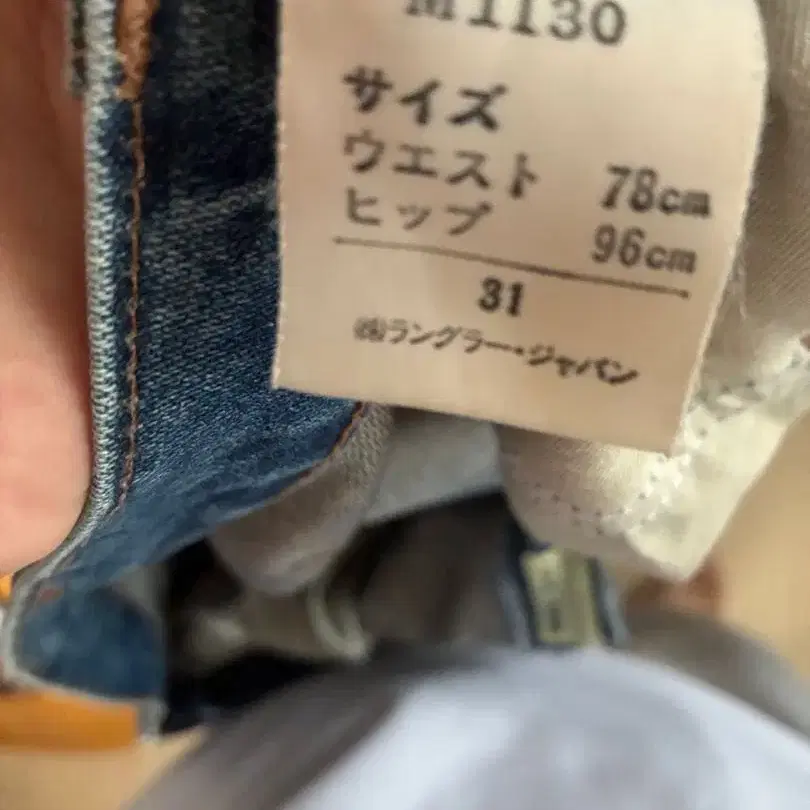 M1130
サイズ
ウエスト 78cm
ヒップ 96cm
31
㈱ラングラー・ジャパン